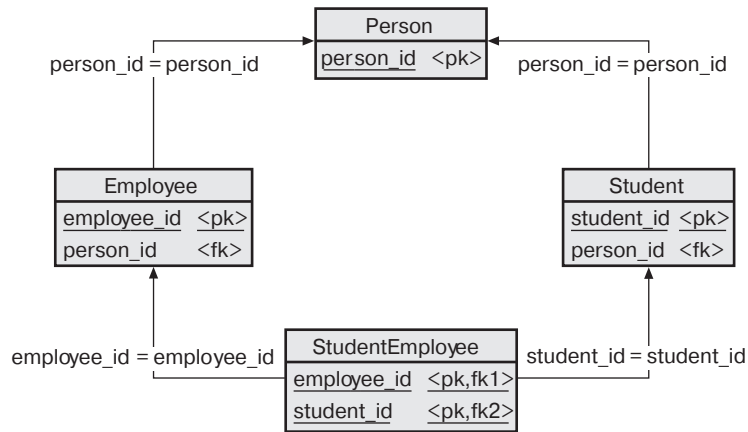 Person
person_id <pk>
person_id = person_id
person_id = person_id
Employee
employee_id <pk>
person_id <fk>
Student
student_id <pk>
person_id <fk>
employee_id = employee_id
student_id = student_id
StudentEmployee
employee_id <pk,fk1>
student_id <pk,fk2>